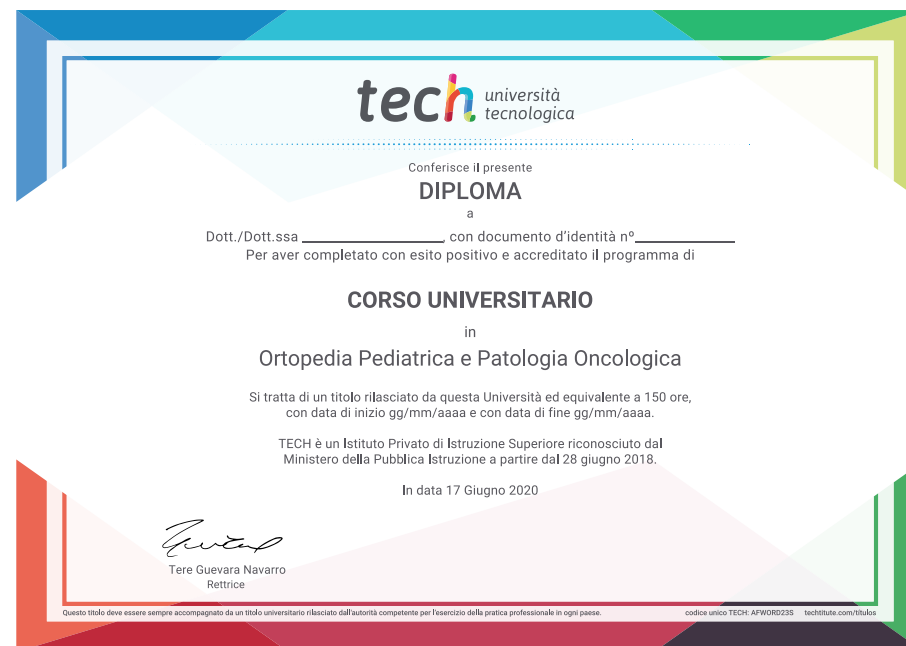 tech università
tecnologica
Conferisce il presente
DIPLOMA
a
Dott./Dott.ssa ____________________, con documento d'identità nº______________
Per aver completato con esito positivo e accreditato il programma di
CORSO UNIVERSITARIO
in
Ortopedia Pediatrica e Patologia Oncologica
Si tratta di un titolo rilasciato da questa Università ed equivalente a 150 ore,
con data di inizio gg/mm/aaaa e con data di fine gg/mm/aaaa.
TECH è un Istituto Privato di Istruzione Superiore riconosciuto dal
Ministero della Pubblica Istruzione a partire dal 28 giugno 2018.
In data 17 Giugno 2020
Tere Guevara Navarro
Rettrice
Questo titolo deve essere sempre accompagnato da un titolo universitario rilasciato dall'autorità competente per l'esercizio della pratica professionale in ogni paese. codice unico TECH: AFWORD23S techtitute.com/titulos